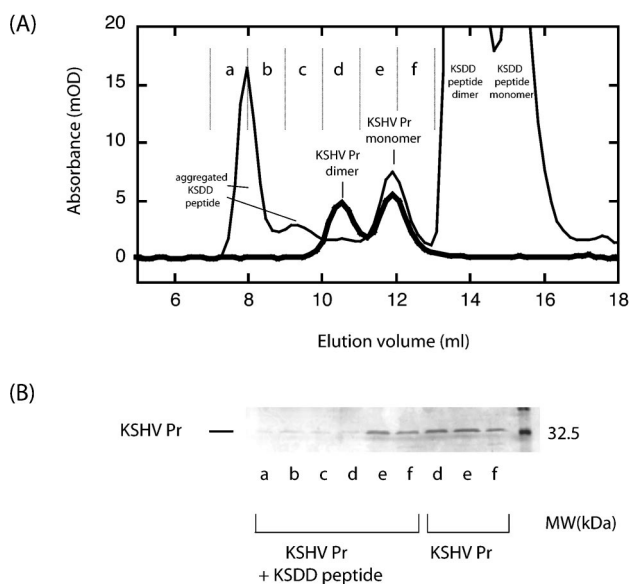 (A)
20
15
10
5
0
Absorbance (mOD)
a b c d e f
aggregated
KSDD
peptide
KSHV Pr
dimer
KSHV Pr
monomer
KSDD
peptide
dimer
KSDD
peptide
monomer
6 8 10 12 14 16 18
Elution volume (ml)
(B)
KSHV Pr
32.5
a b c d e f d e f
MW(kDa)
KSHV Pr
+ KSDD peptide
KSHV Pr